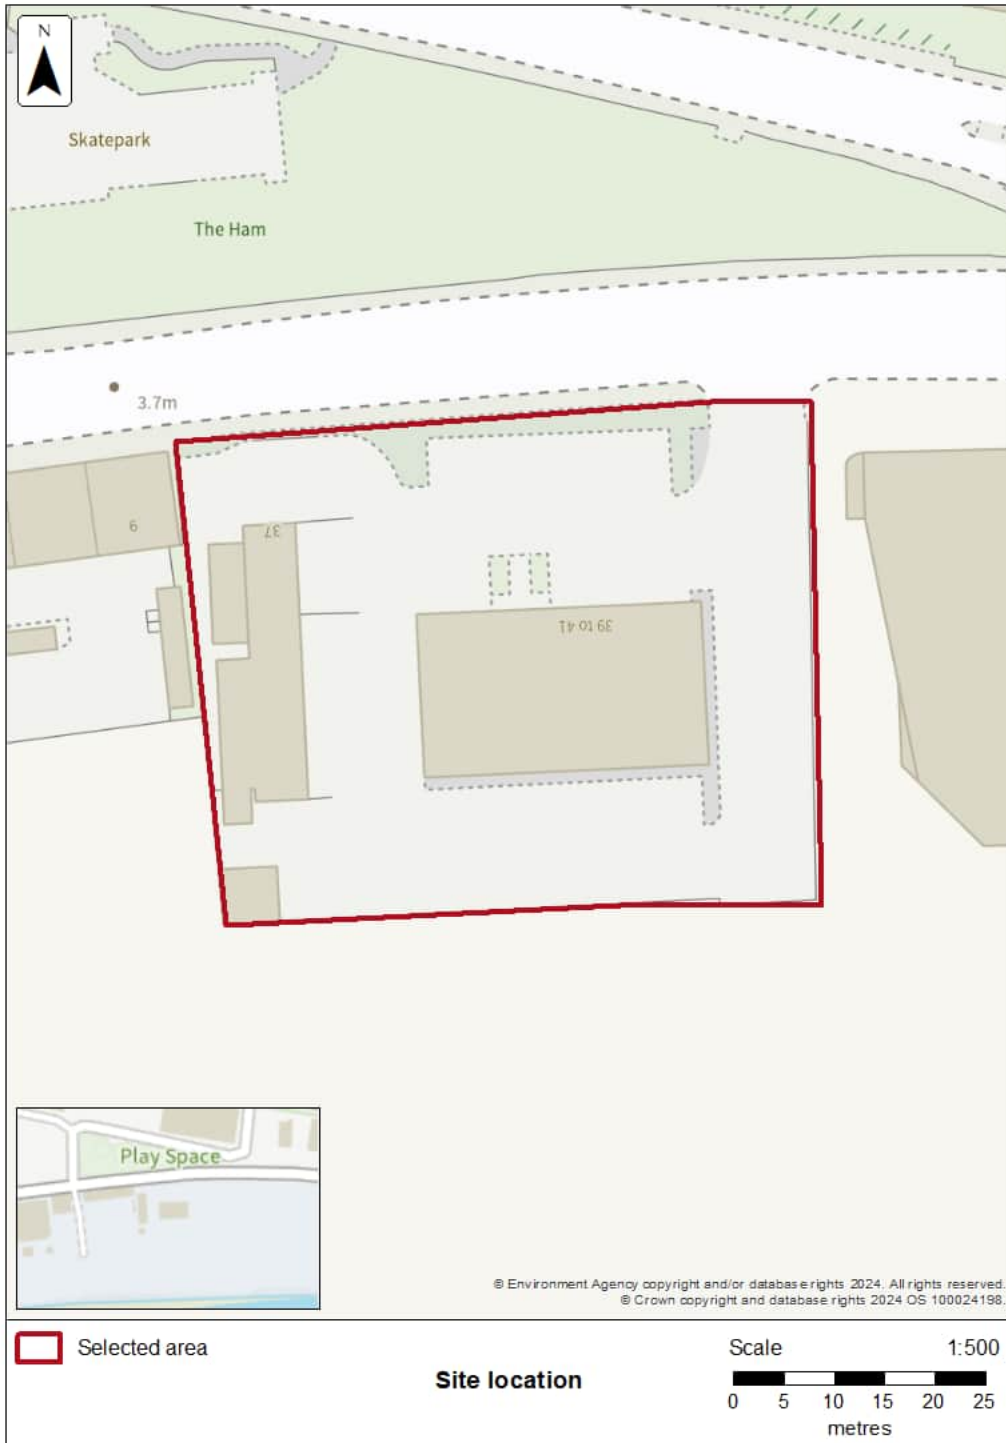 N
Skatepark
The Ham
3.7m
9
37
39 to 41
Play Space
© Environment Agency copyright and/or database rights 2024. All rights reserved.
© Crown copyright and database rights 2024 OS 100024198.
Selected area
Site location
Scale 1:500
0 5 10 15 20 25
metres